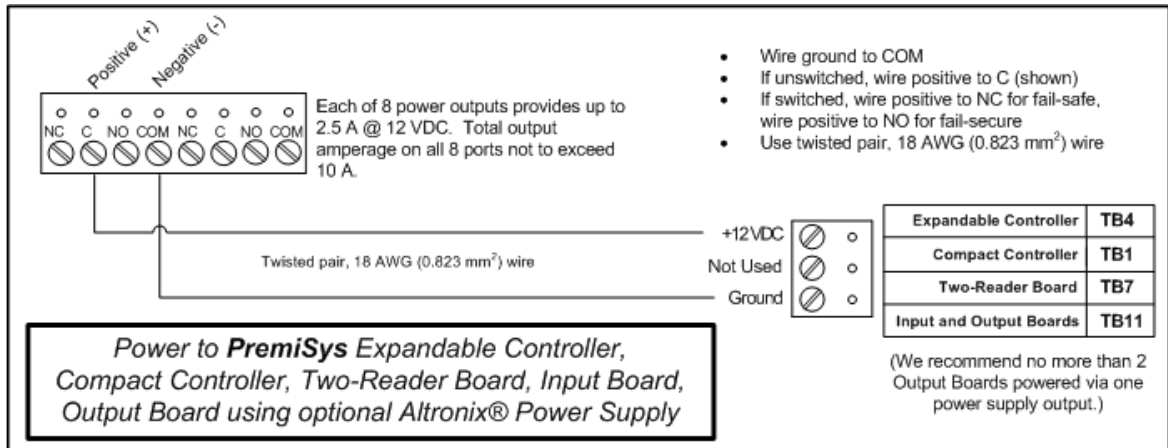 Positive (+)
Negative (-)
NC C NO COM NC C NO COM
Each of 8 power outputs provides up to
2.5 A @ 12 VDC. Total output
amperage on all 8 ports not to exceed
10 A.
• Wire ground to COM
• If unswitched, wire positive to C (shown)
• If switched, wire positive to NC for fail-safe,
wire positive to NO for fail-secure
• Use twisted pair, 18 AWG (0.823 mm²) wire
Twisted pair, 18 AWG (0.823 mm²) wire
+12VDC
Not Used
Ground
Expandable Controller TB4
Compact Controller TB1
Two-Reader Board TB7
Input and Output Boards TB11
(We recommend no more than 2
Output Boards powered via one
power supply output.)
Power to PremiSys Expandable Controller,
Compact Controller, Two-Reader Board, Input Board,
Output Board using optional Altronix® Power Supply